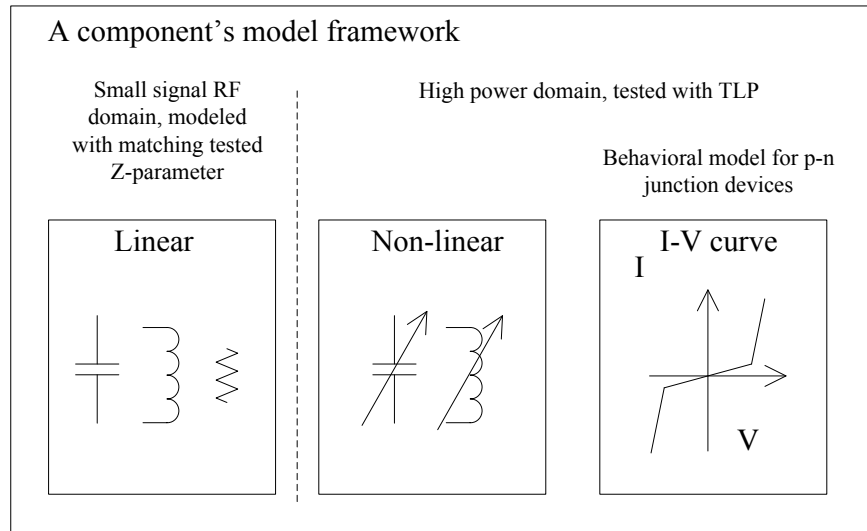 A component's model framework
Small signal RF
domain, modeled
with matching tested
Z-parameter
High power domain, tested with TLP
Behavioral model for p-n
junction devices
Linear
Non-linear
I-V curve
I
V